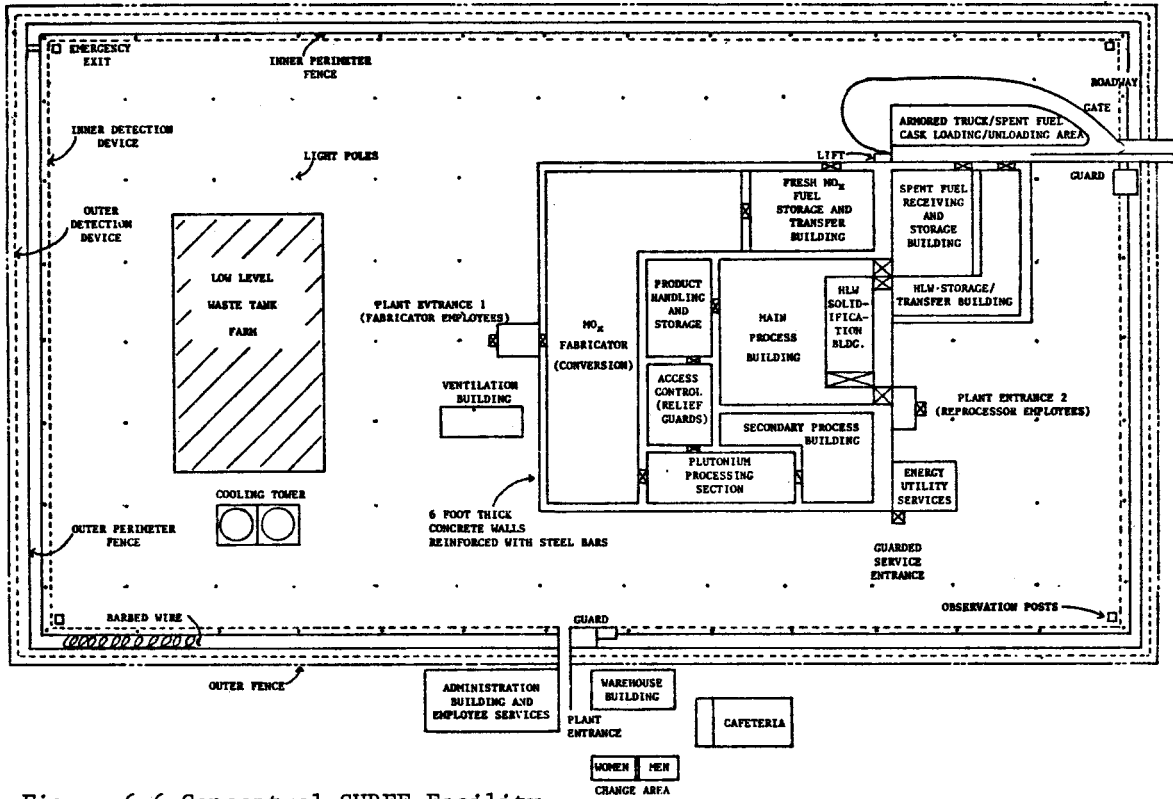 EMERGENCY
EXIT
INNER PERIMETER
FENCE
ROADWAY
GATE
ARMORED TRUCK/SPENT FUEL
CASK LOADING/UNLOADING AREA
INNER DETECTION
DEVICE
LIGHT POLES
LIFT
GUARD
FRESH MOx
FUEL
STORAGE AND
TRANSFER
BUILDING
SPENT FUEL
RECEIVING
AND
STORAGE
BUILDING
OUTER
DETECTION
DEVICE
LOW LEVEL
WASTE TANK
FARM
PLANT ENTRANCE 1
(FABRICATOR EMPLOYEES)
MOx
FABRICATOR
(CONVERSION)
PRODUCT
HANDLING
AND
STORAGE
MAIN
PROCESS
BUILDING
HLW
SOLID-
IFICA-
TION
BLDG.
HLW-STORAGE/
TRANSFER BUILDING
VENTILATION
BUILDING
ACCESS
CONTROL
(RELIEF
GUARDS)
PLANT ENTRANCE 2
(REPROCESSOR EMPLOYERS)
SECONDARY PROCESS
BUILDING
PLUTONIUM
PROCESSING
SECTION
ENERGY
UTILITY
SERVICES
COOLING TOWER
6 FOOT THICK
CONCRETE WALLS
REINFORCED WITH STEEL BARS
OUTER PERIMETER
FENCE
GUARDED
SERVICE
ENTRANCE
BARBED WIRE
GUARD
OBSERVATION POSTS
OUTER FENCE
ADMINISTRATION
BUILDING AND
EMPLOYEE SERVICES
PLANT
ENTRANCE
WAREHOUSE
BUILDING
CAFETERIA
WOMEN
MEN
CHANGE AREA
Figure 6.6 Conceptual Facility